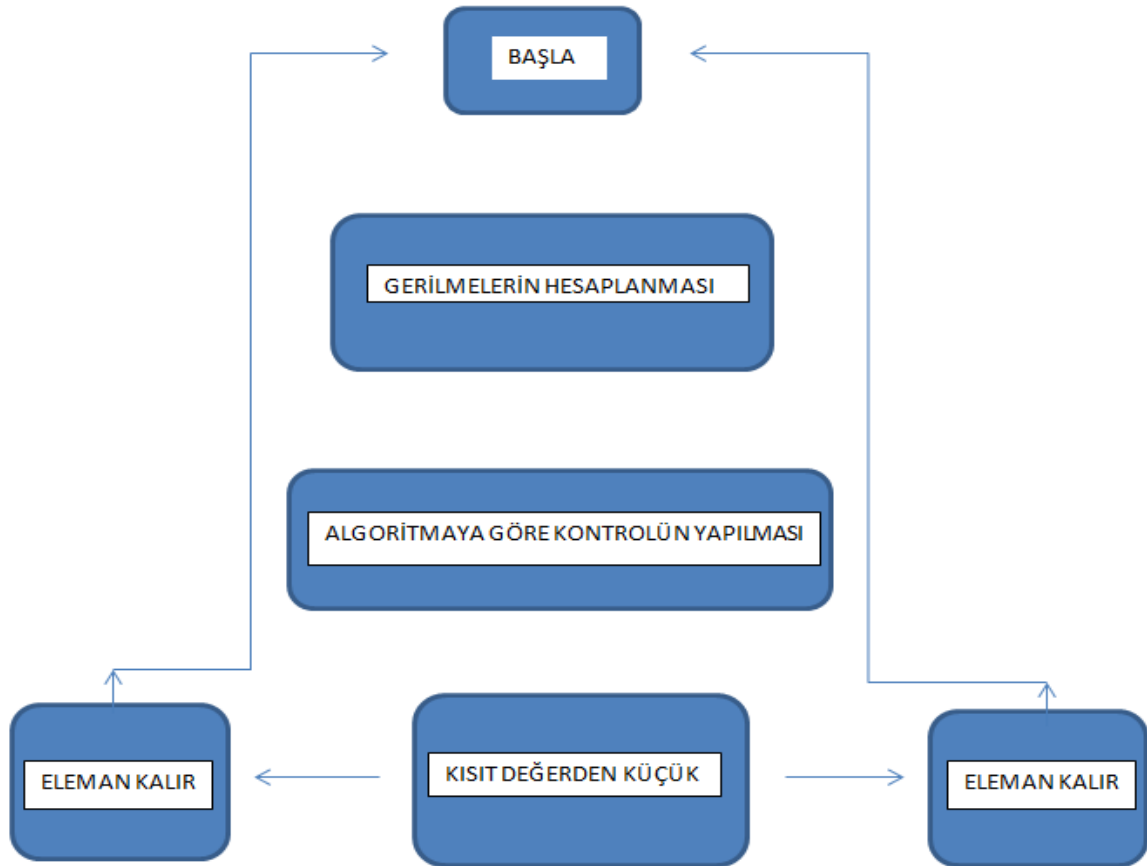 BAŞLA
GERİLMELERİN HESAPLANMASI
ALGORİTMAYA GÖRE KONTROLÜN YAPILMASI
ELEMAN KALIR
KISIT DEĞERDEN KÜÇÜK
ELEMAN KALIR